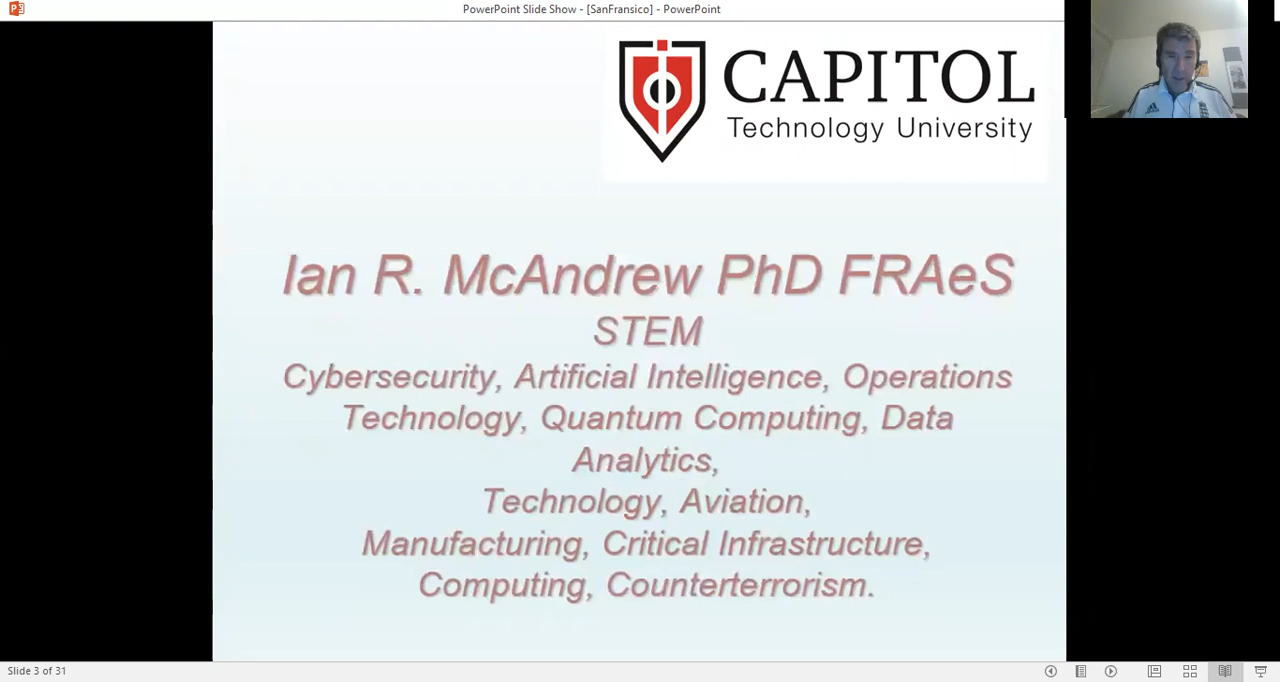 PowerPoint Slide Show - [SanFransico] - PowerPoint
CAPITOL
Technology University
Ian R. McAndrew PhD FRAeS
STEM
Cybersecurity, Artificial Intelligence, Operations
Technology, Quantum Computing, Data
Analytics,
Technology, Aviation,
Manufacturing, Critical Infrastructure,
Computing, Counterterrorism.
Slide 3 of 31